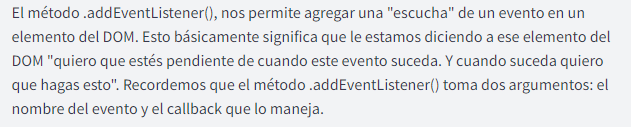 El método .addEventListener(), nos permite agregar una "escucha" de un evento en un
elemento del DOM. Esto básicamente significa que le estamos diciendo a ese elemento del
DOM "quiero que estés pendiente de cuando este evento suceda. Y cuando suceda quiero
que hagas esto". Recordemos que el método .addEventListener() toma dos argumentos: el
nombre del evento y el callback que lo maneja.